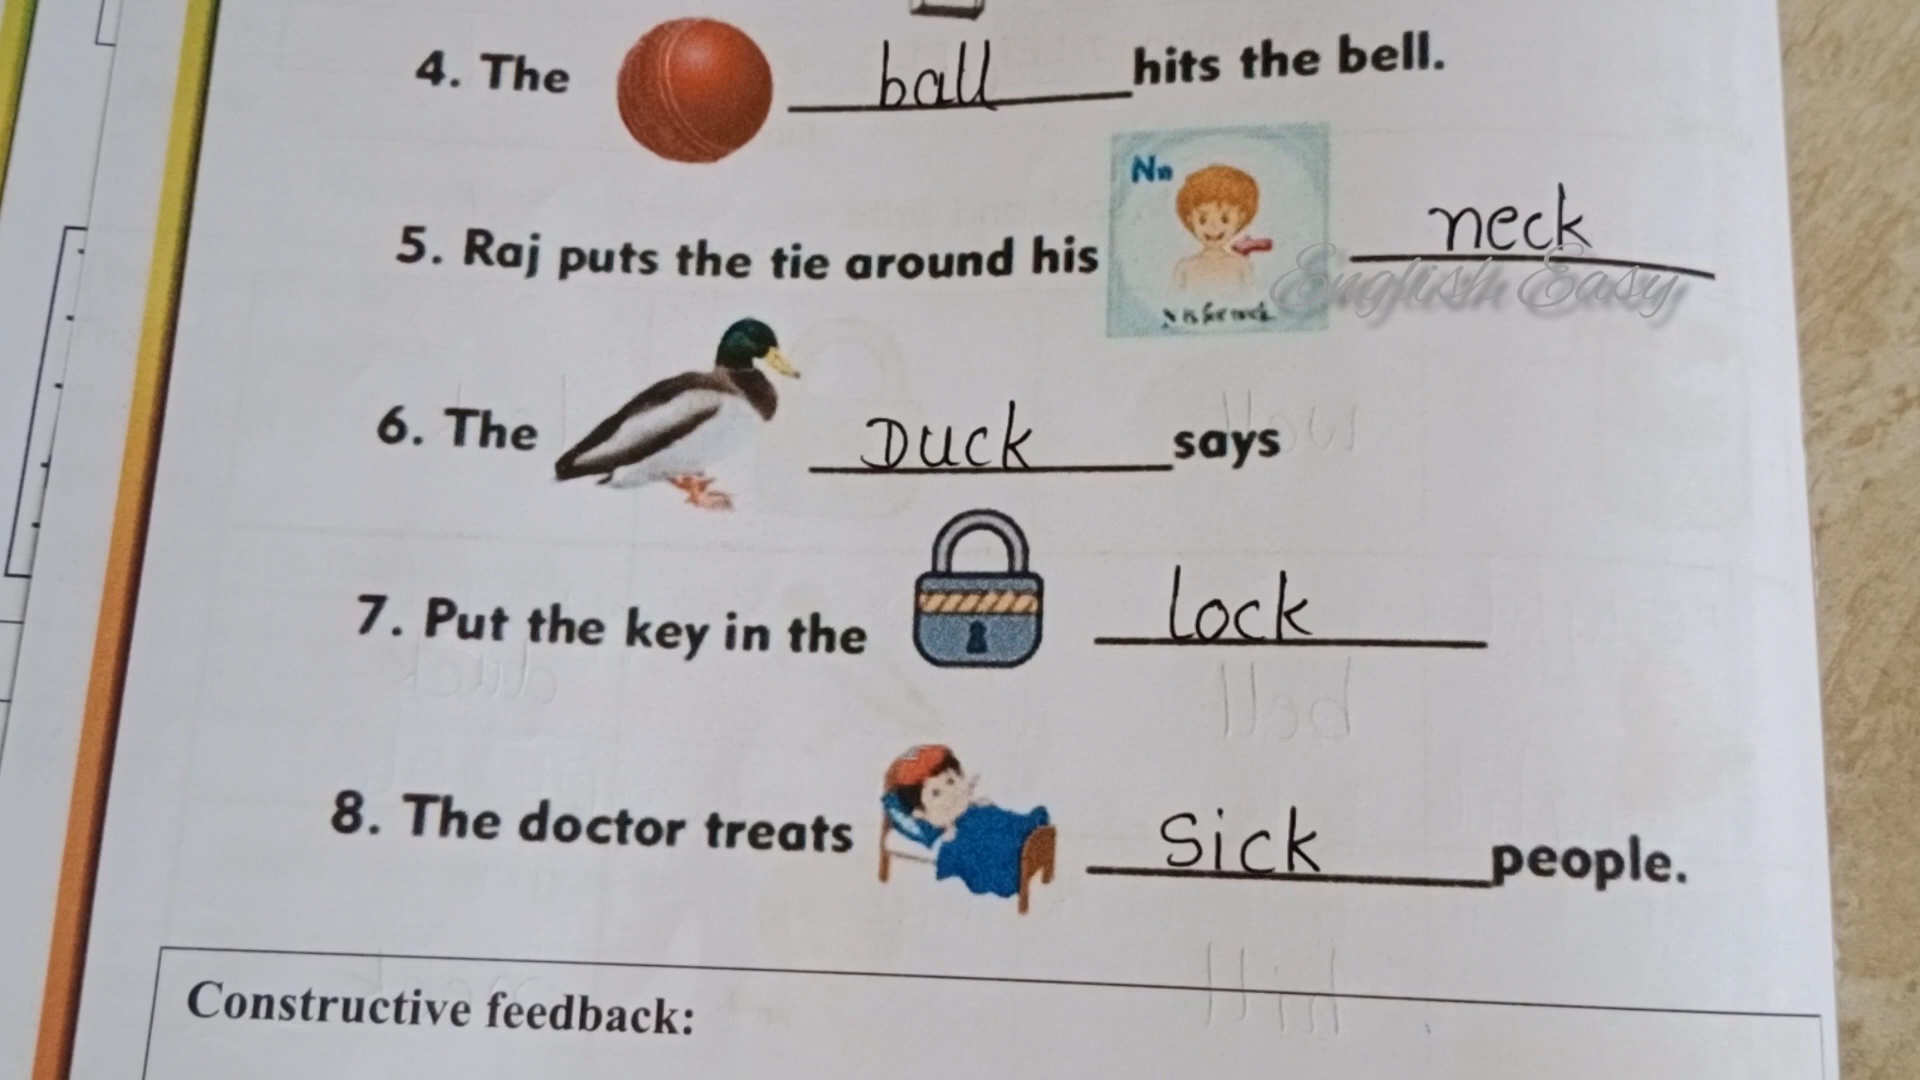 4. The ball hits the bell.
Nn
5. Raj puts the tie around his neck
N is for neck
English Easy
6. The Duck says
7. Put the key in the lock
8. The doctor treats sick people.
Constructive feedback: